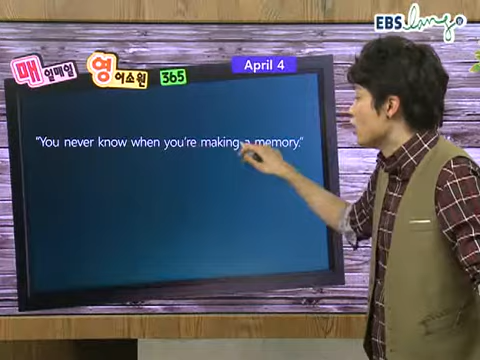 EBS lang
매일매일 영어소원 365
April 4
"You never know when you're making a memory."